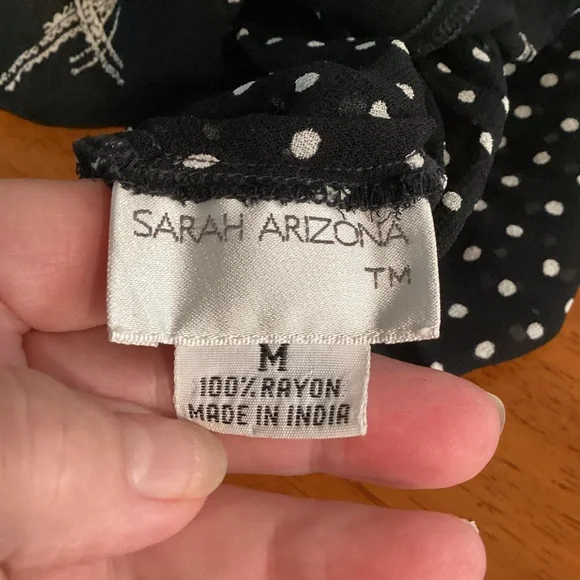 SARAH ARIZONA
TM
M
100% RAYON
MADE IN INDIA